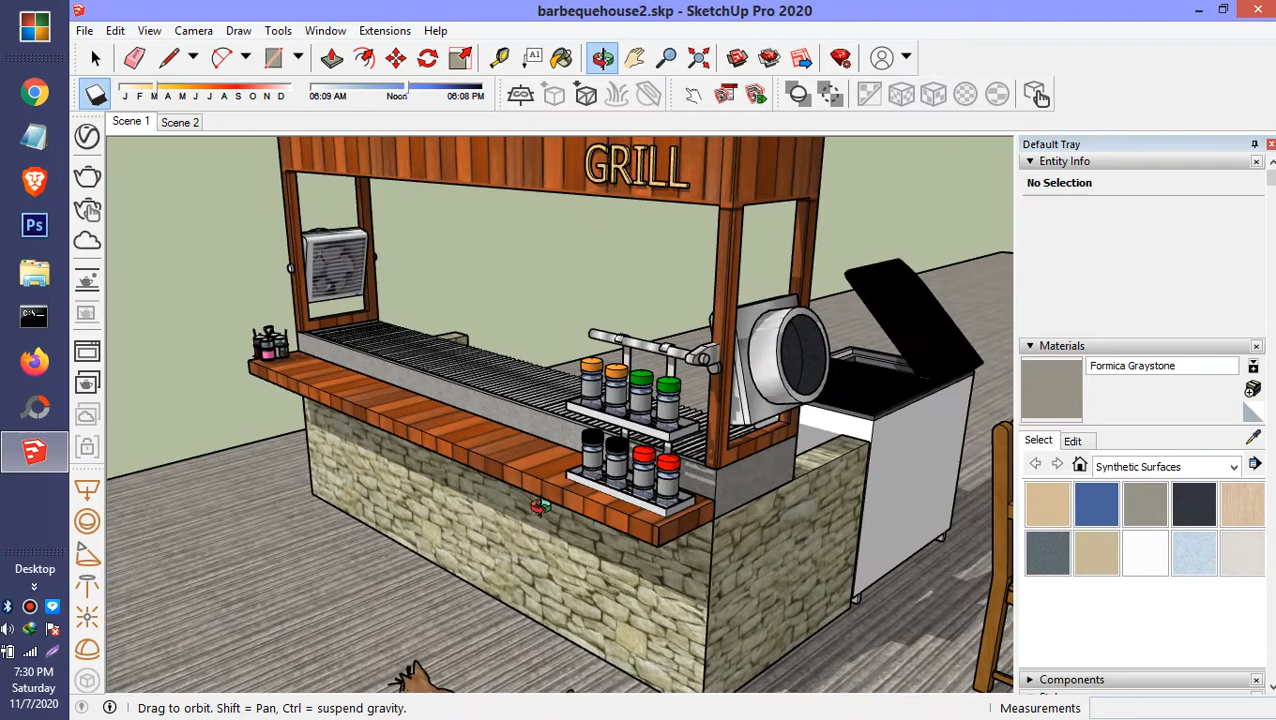 barbequehouse2.skp - SketchUp Pro 2020
File Edit View Camera Draw Tools Window Extensions Help
A1
J F M A M J J A S O N D 06:09 AM Noon 06:08 PM
Scene 1 Scene 2
Default Tray
Entity Info
No Selection
GRILL
Materials
Formica Graystone
Select Edit
Synthetic Surfaces
Components
Ps
Desktop
7:30 PM
Saturday
11/7/2020
Drag to orbit. Shift = Pan, Ctrl = suspend gravity.
Measurements